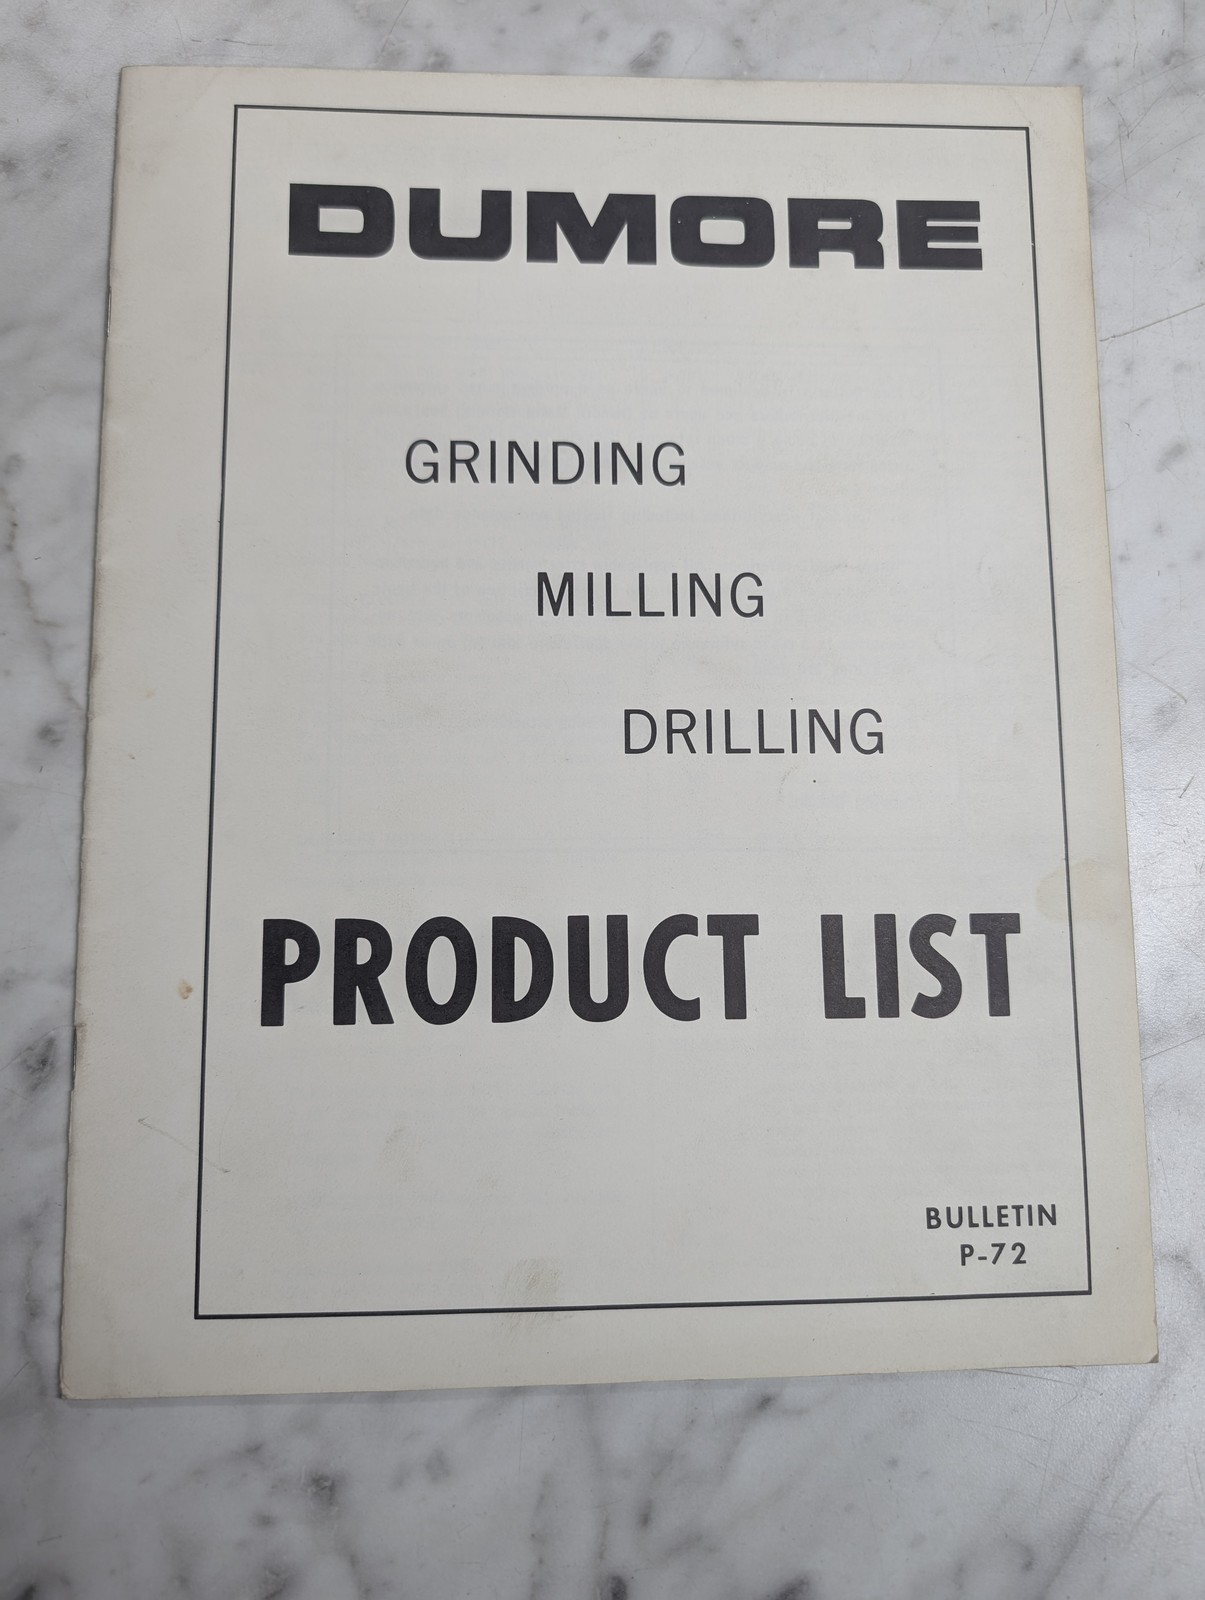 DUMORE
GRINDING
MILLING
DRILLING
PRODUCT LIST
BULLETIN
P-72